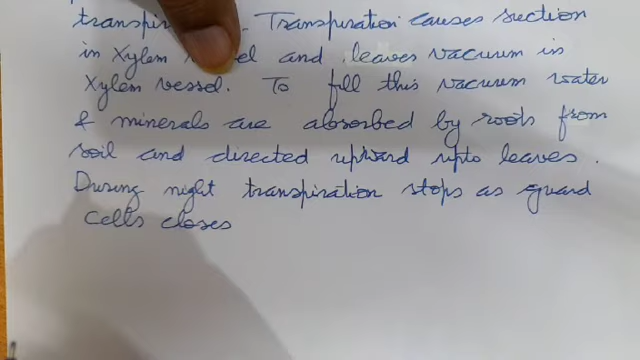 Transpiration causes suction
in Xylem and leaves vacuum in
Xylem vessel. To fill this vacuum water
& minerals are absorbed by roots from
soil and directed upward upto leaves.
During night transpiration stops as guard
cells closes